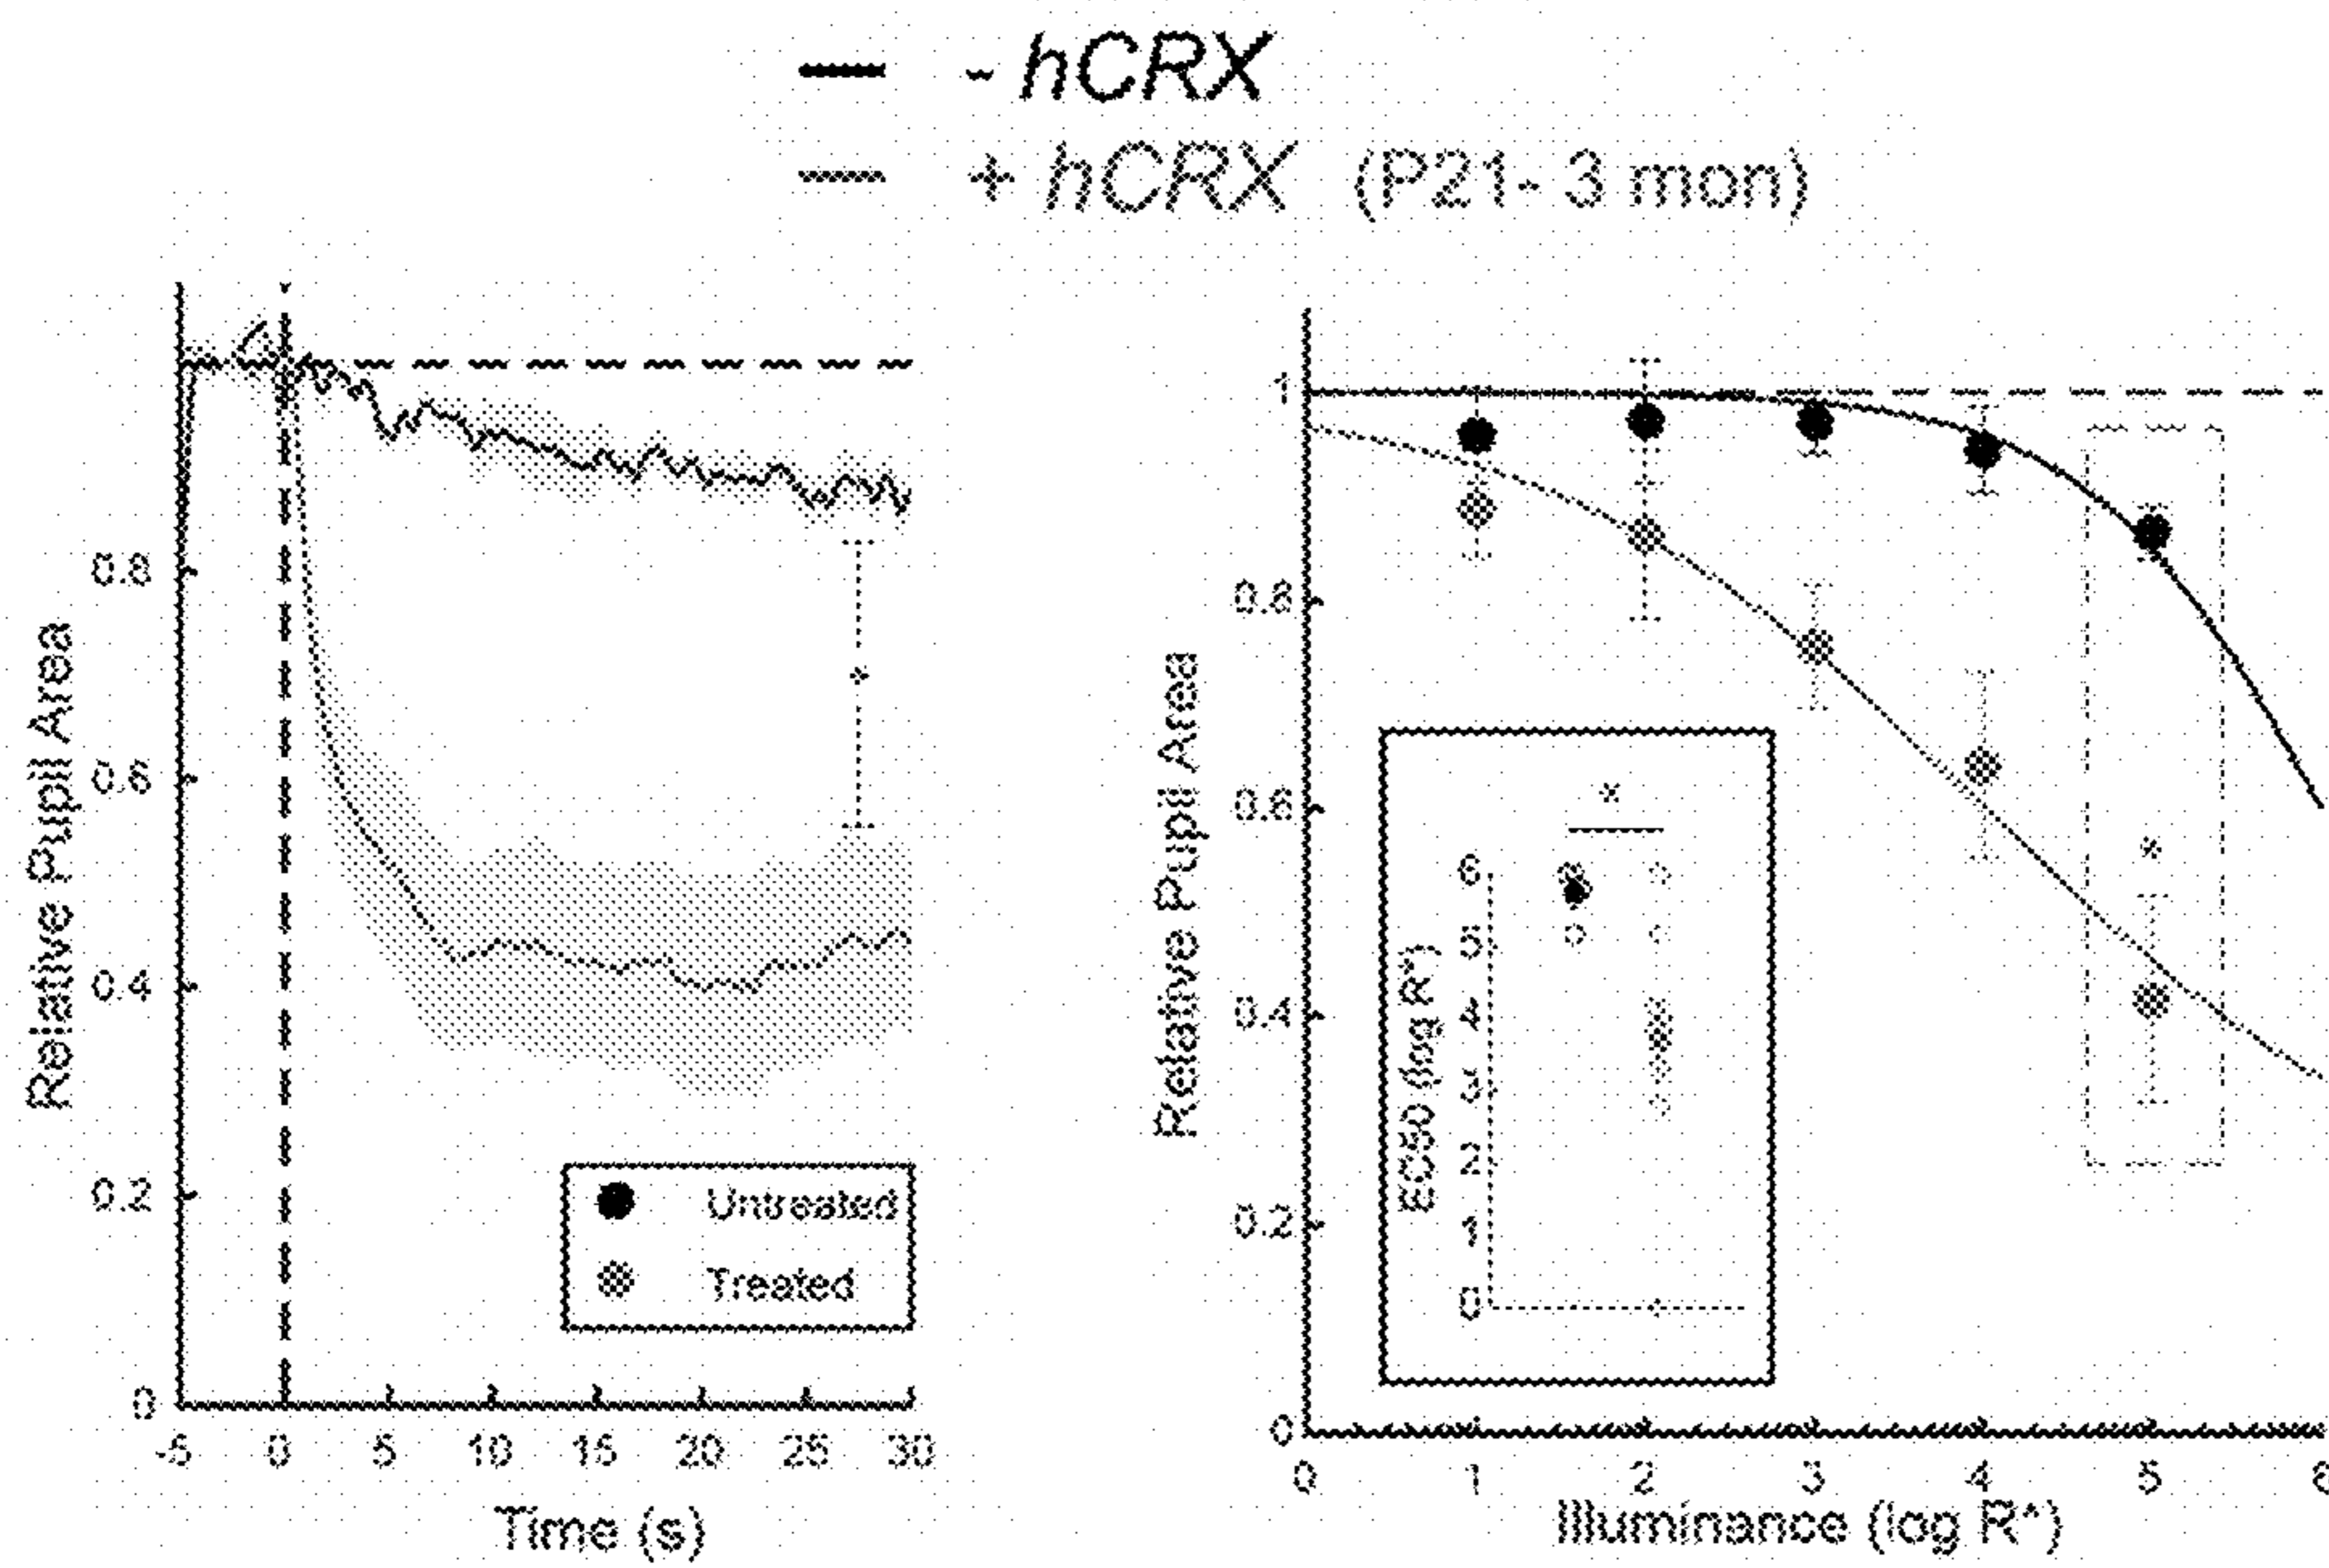 - hCRX
+ hCRX (P21- 3 mon)
Relative Pupil Area
0.8
0.6
0.4
0.2
0
-5 0 5 10 15 20 25 30
Time (s)
Untreated
Treated
*
Relative Pupil Area
1
0.8
0.6
0.4
0.2
0
0 1 2 3 4 5 6
Illuminance (log R*)
*
*
EC50 (log R*)
6
5
4
3
2
1
0